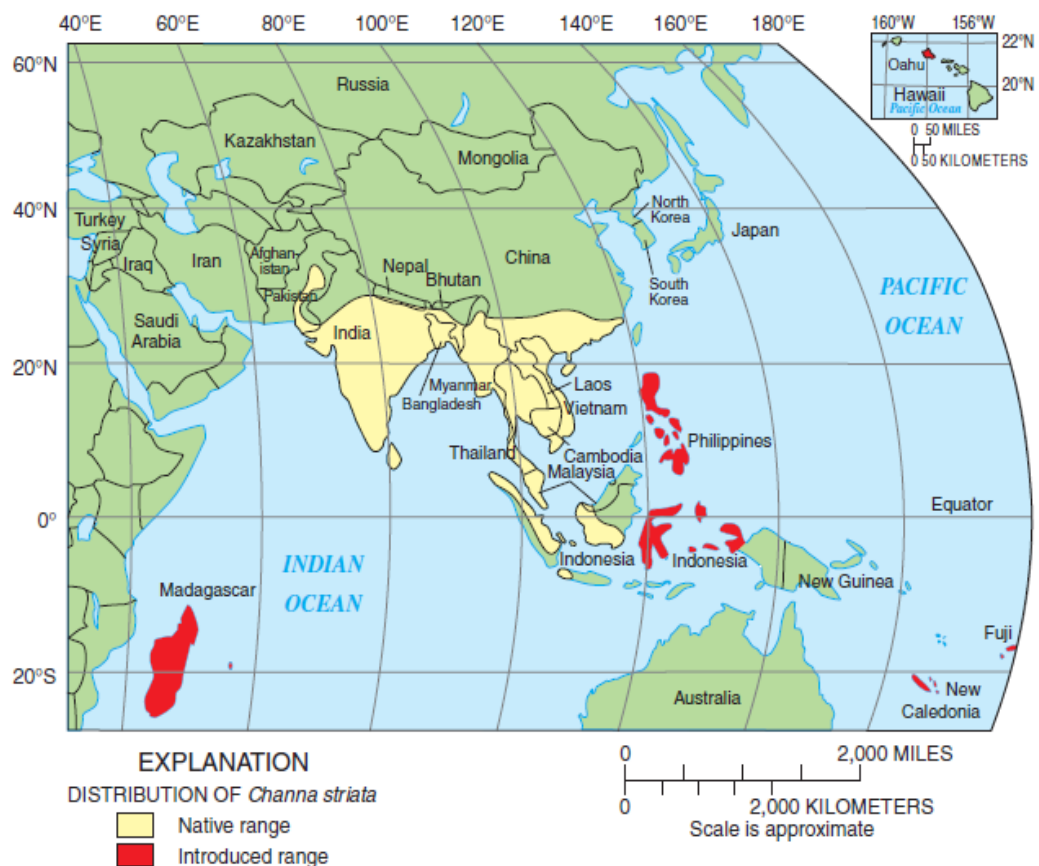 40°E 60°E 80°E 100°E 120°E 140°E 160°E 180°E
160°W 156°W
22°N
20°N
Oahu
Hawaii
Pacific Ocean
0 50 MILES
0 50 KILOMETERS
60°N
40°N
20°N
0°
20°S
Russia
Kazakhstan
Mongolia
North
Korea
Japan
South
Korea
Turkey
Syria
Iraq
Iran
Afghan-
istan
Pakistan
Nepal
Bhutan
China
Saudi
Arabia
India
Myanmar
Bangladesh
Laos
Vietnam
Thailand
Cambodia
Malaysia
Philippines
PACIFIC
OCEAN
Equator
Indonesia
Indonesia
New Guinea
INDIAN
OCEAN
Madagascar
Australia
Fuji
New
Caledonia
EXPLANATION
DISTRIBUTION OF Channa striata
Native range
Introduced range
0 2,000 MILES
0 2,000 KILOMETERS
Scale is approximate